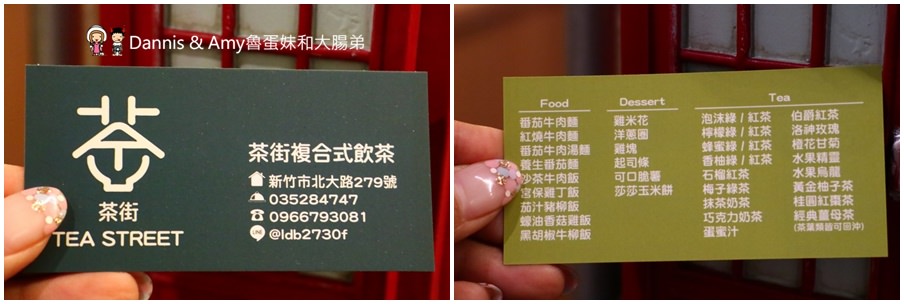 Dannis & Amy魯蛋妹和大腸弟
茶
茶街
TEA STREET
茶街複合式飲茶
新竹市北大路279號
035284747
0966793081
LINE @ldb2730f
Food
番茄牛肉麵
紅燒牛肉麵
番茄牛肉湯麵
養生番茄麵
沙茶牛肉飯
宮保雞丁飯
茄汁豬柳飯
蠔油香菇雞飯
黑胡椒牛柳飯
Dessert
雞米花
洋蔥圈
雞塊
起司條
可口脆薯
莎莎玉米餅
Tea
泡沫綠/紅茶
檸檬綠/紅茶
蜂蜜綠/紅茶
香柚綠/紅茶
石榴紅茶
梅子綠茶
抹茶奶茶
巧克力奶茶
蛋蜜汁
伯爵紅茶
洛神玫瑰
橙花甘菊
水果精靈
水果烏龍
黃金柚子茶
桂圓紅棗茶
經典薑母茶
(茶葉類皆可回沖)